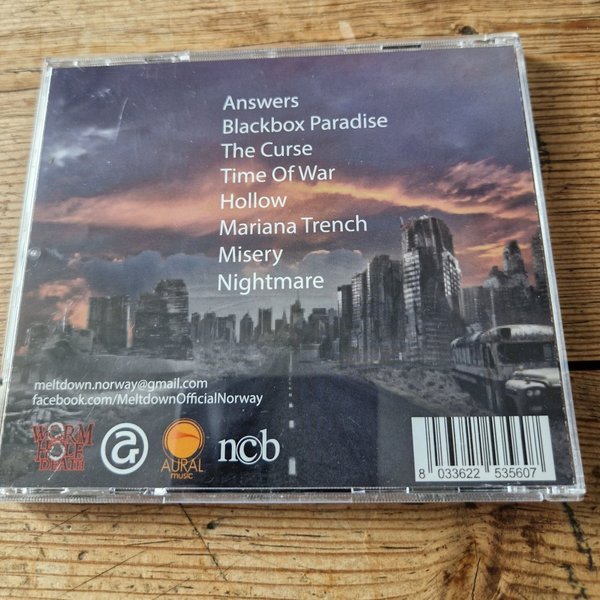 Answers
Blackbox Paradise
The Curse
Time Of War
Hollow
Mariana Trench
Misery
Nightmare
meltdown.norway@gmail.com
facebook.com/MeltdownOfficialNorway
WORM
HOLE
DEATH
AURAL
music
ncb
8 033622 535607